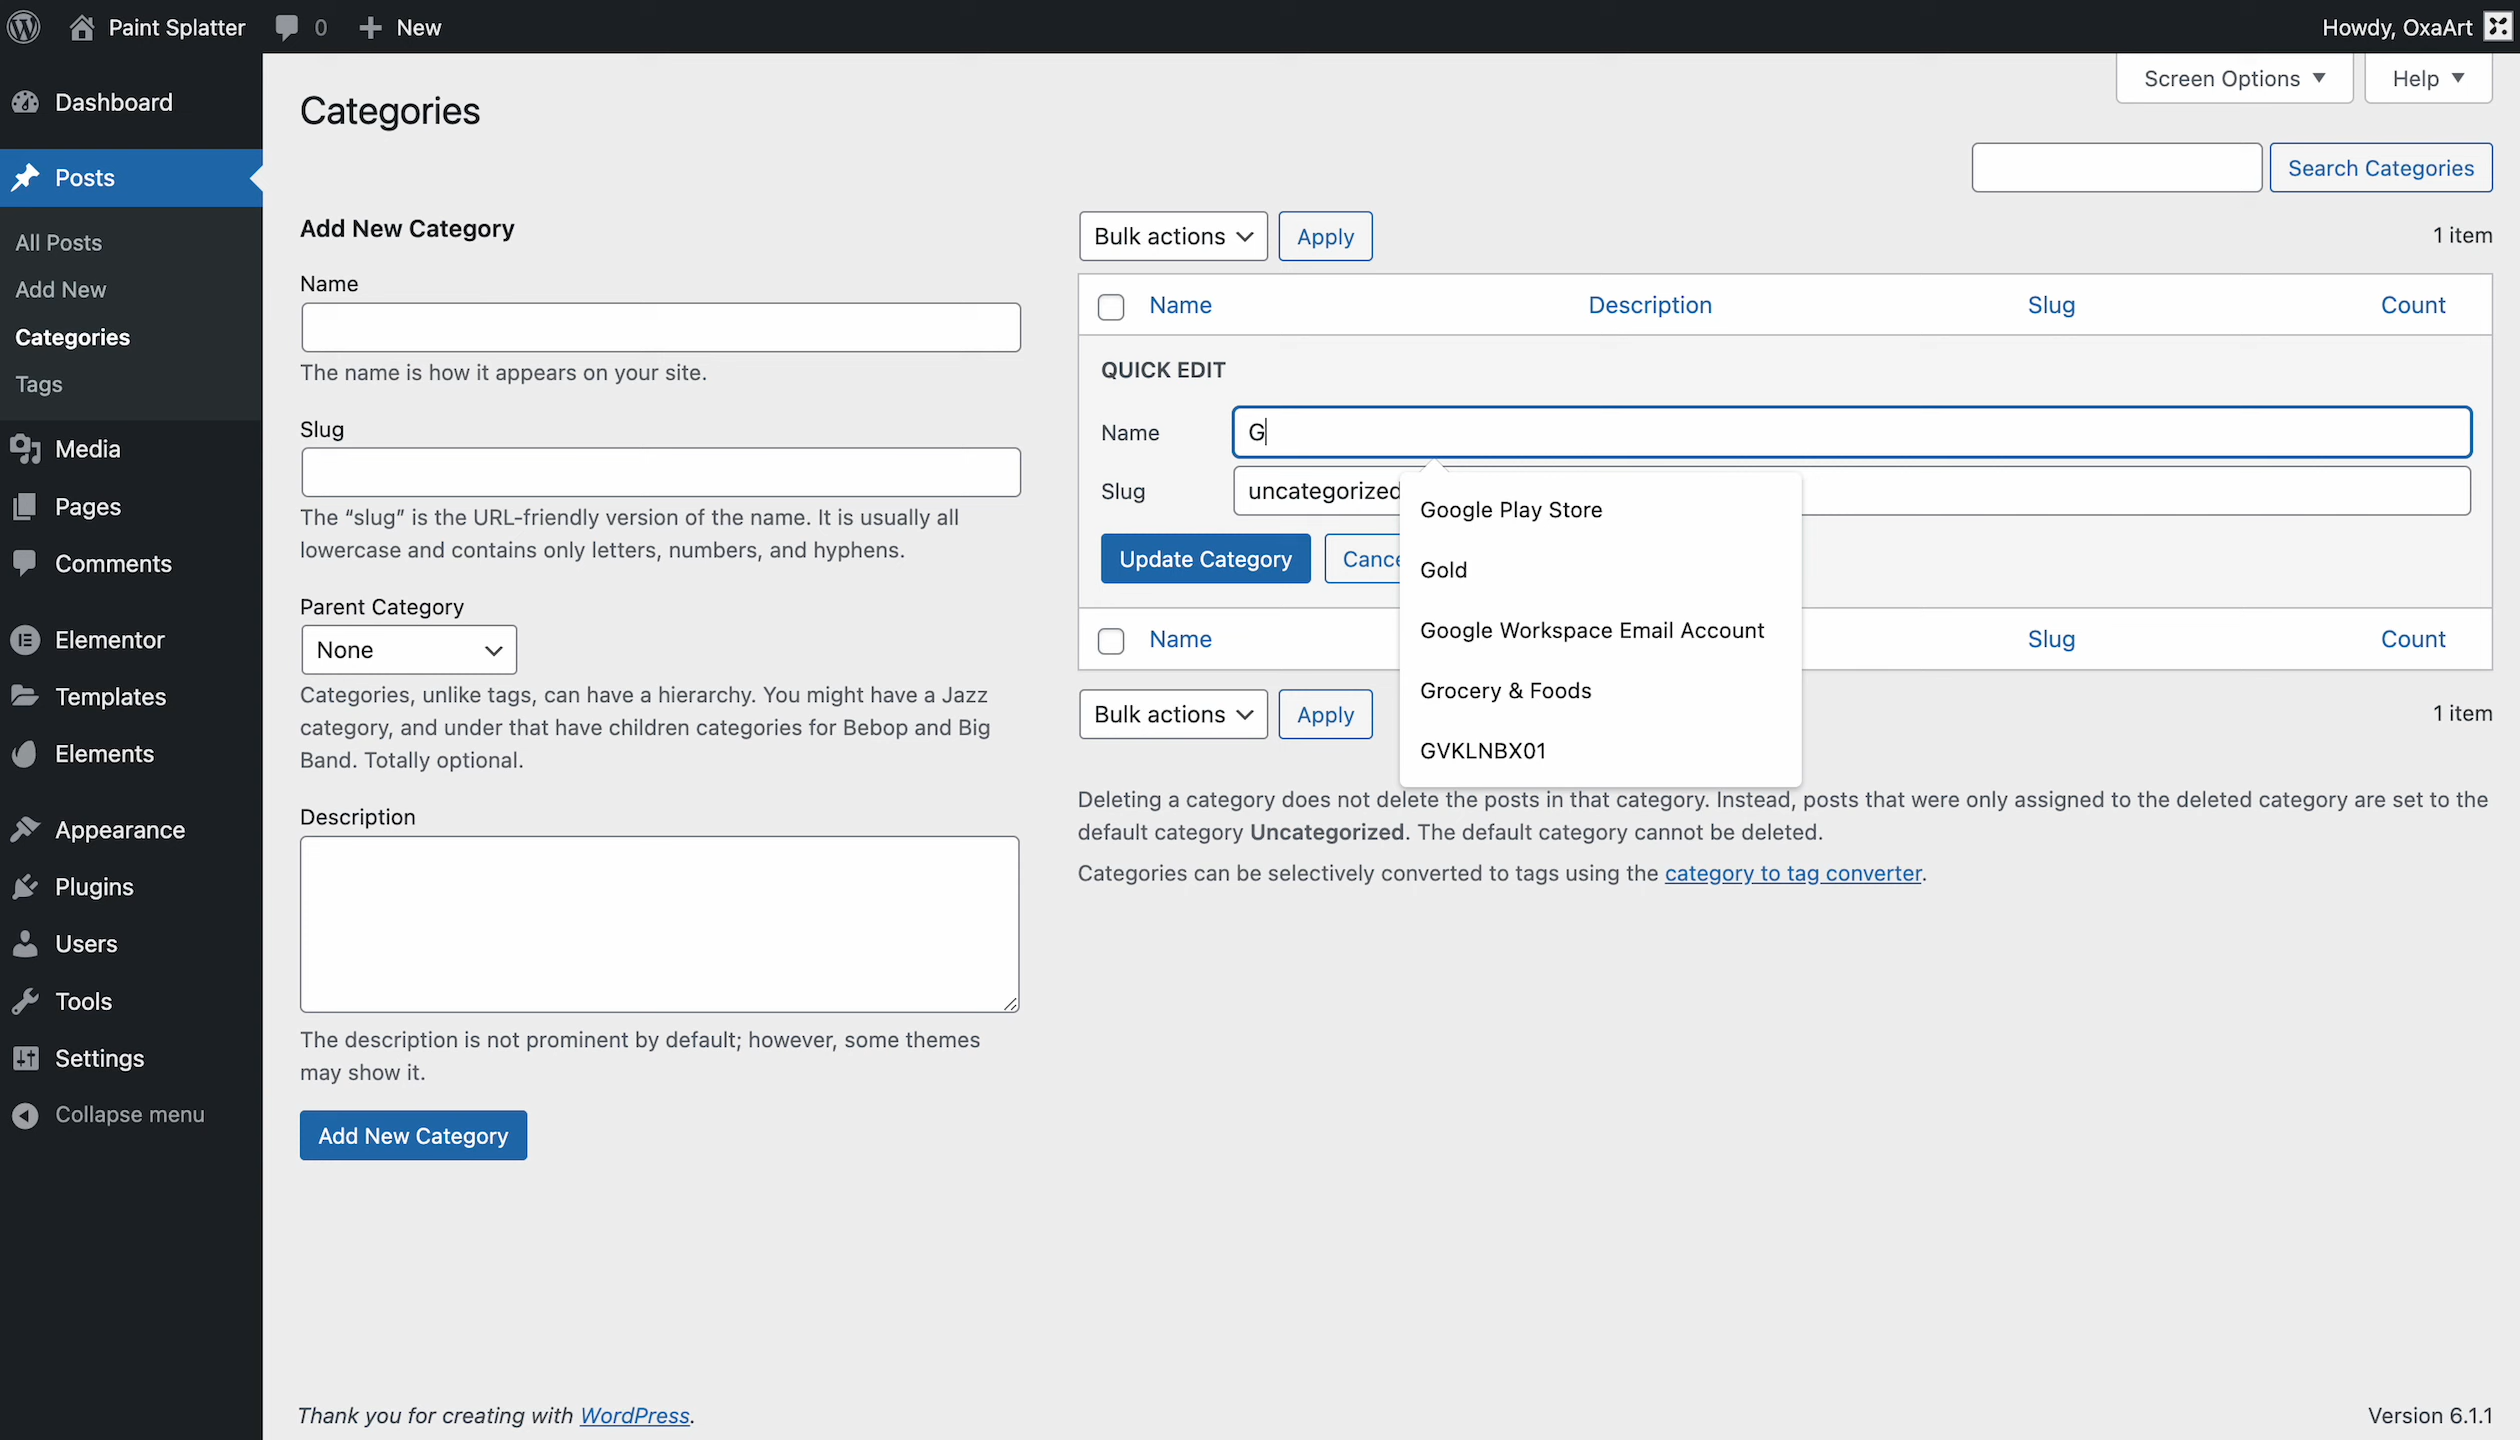 Paint Splatter
0
New
Howdy, OxaArt
Dashboard
Posts
All Posts
Add New
Categories
Tags
Media
Pages
Comments
Elementor
Templates
Elements
Appearance
Plugins
Users
Tools
Settings
Collapse menu
Screen Options
Help
Categories
Search Categories
Add New Category
Name
The name is how it appears on your site.
Slug
The “slug” is the URL-friendly version of the name. It is usually all
lowercase and contains only letters, numbers, and hyphens.
Parent Category
None
Categories, unlike tags, can have a hierarchy. You might have a Jazz
category, and under that have children categories for Bebop and Big
Band. Totally optional.
Description
The description is not prominent by default; however, some themes
may show it.
Add New Category
Bulk actions
Apply
1 item
Name Description Slug Count
QUICK EDIT
Name G
Slug uncategorized
Update Category
Cance
Google Play Store
Gold
Google Workspace Email Account
Grocery & Foods
GVKLNBX01
Name Slug Count
Bulk actions
Apply
1 item
Deleting a category does not delete the posts in that category. Instead, posts that were only assigned to the deleted category are set to the
default category Uncategorized. The default category cannot be deleted.
Categories can be selectively converted to tags using the category to tag converter.
Thank you for creating with WordPress.
Version 6.1.1